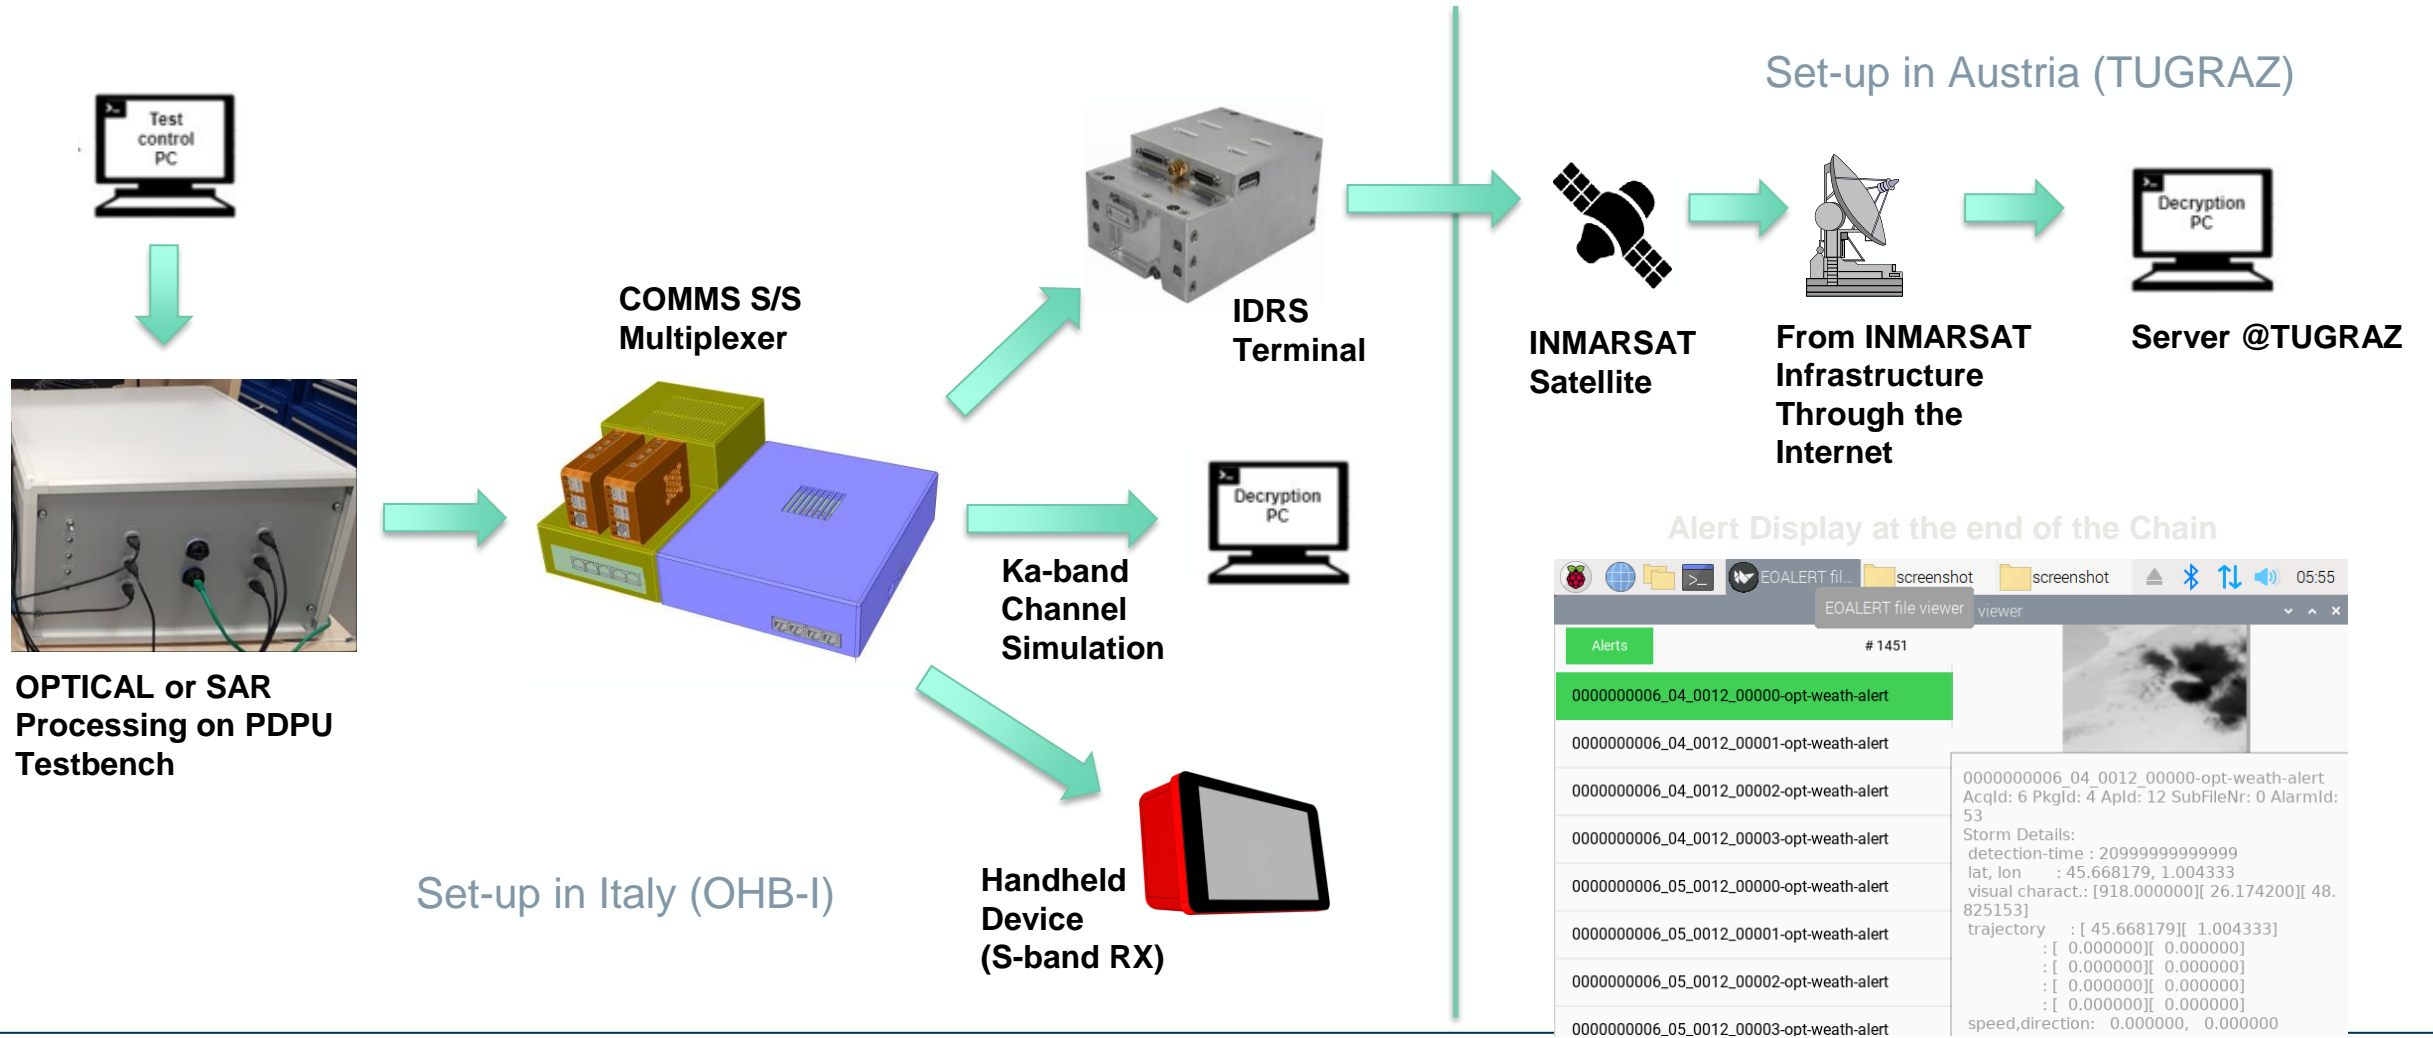 Set-up in Austria (TUGRAZ)
Test
control
PC
COMMS S/S
Multiplexer
IDRS
Terminal
INMARSAT
Satellite
From INMARSAT
Infrastructure
Through the
Internet
Decryption
PC
Server @TUGRAZ
OPTICAL or SAR
Processing on PDPU
Testbench
Decryption
PC
Ka-band
Channel
Simulation
Handheld
Device
(S-band RX)
Set-up in Italy (OHB-I)
Alert Display at the end of the Chain
EOALERT fil... screenshot screenshot 05:55
EOALERT file viewer viewer
Alerts # 1451
0000000006_04_0012_00000-opt-weath-alert
0000000006_04_0012_00001-opt-weath-alert
0000000006_04_0012_00002-opt-weath-alert
0000000006_04_0012_00003-opt-weath-alert
0000000006_05_0012_00000-opt-weath-alert
0000000006_05_0012_00001-opt-weath-alert
0000000006_05_0012_00002-opt-weath-alert
0000000006_05_0012_00003-opt-weath-alert
0000000006_04_0012_00000-opt-weath-alert
AcqId: 6 PkgId: 4 ApId: 12 SubFileNr: 0 AlarmId:
53
Storm Details:
detection-time : 20999999999999
lat, lon : 45.668179, 1.004333
visual charact.: [918.000000][ 26.174200][ 48.
825153]
trajectory : [ 45.668179][ 1.004333]
: [ 0.000000][ 0.000000]
: [ 0.000000][ 0.000000]
: [ 0.000000][ 0.000000]
: [ 0.000000][ 0.000000]
speed,direction: 0.000000, 0.000000